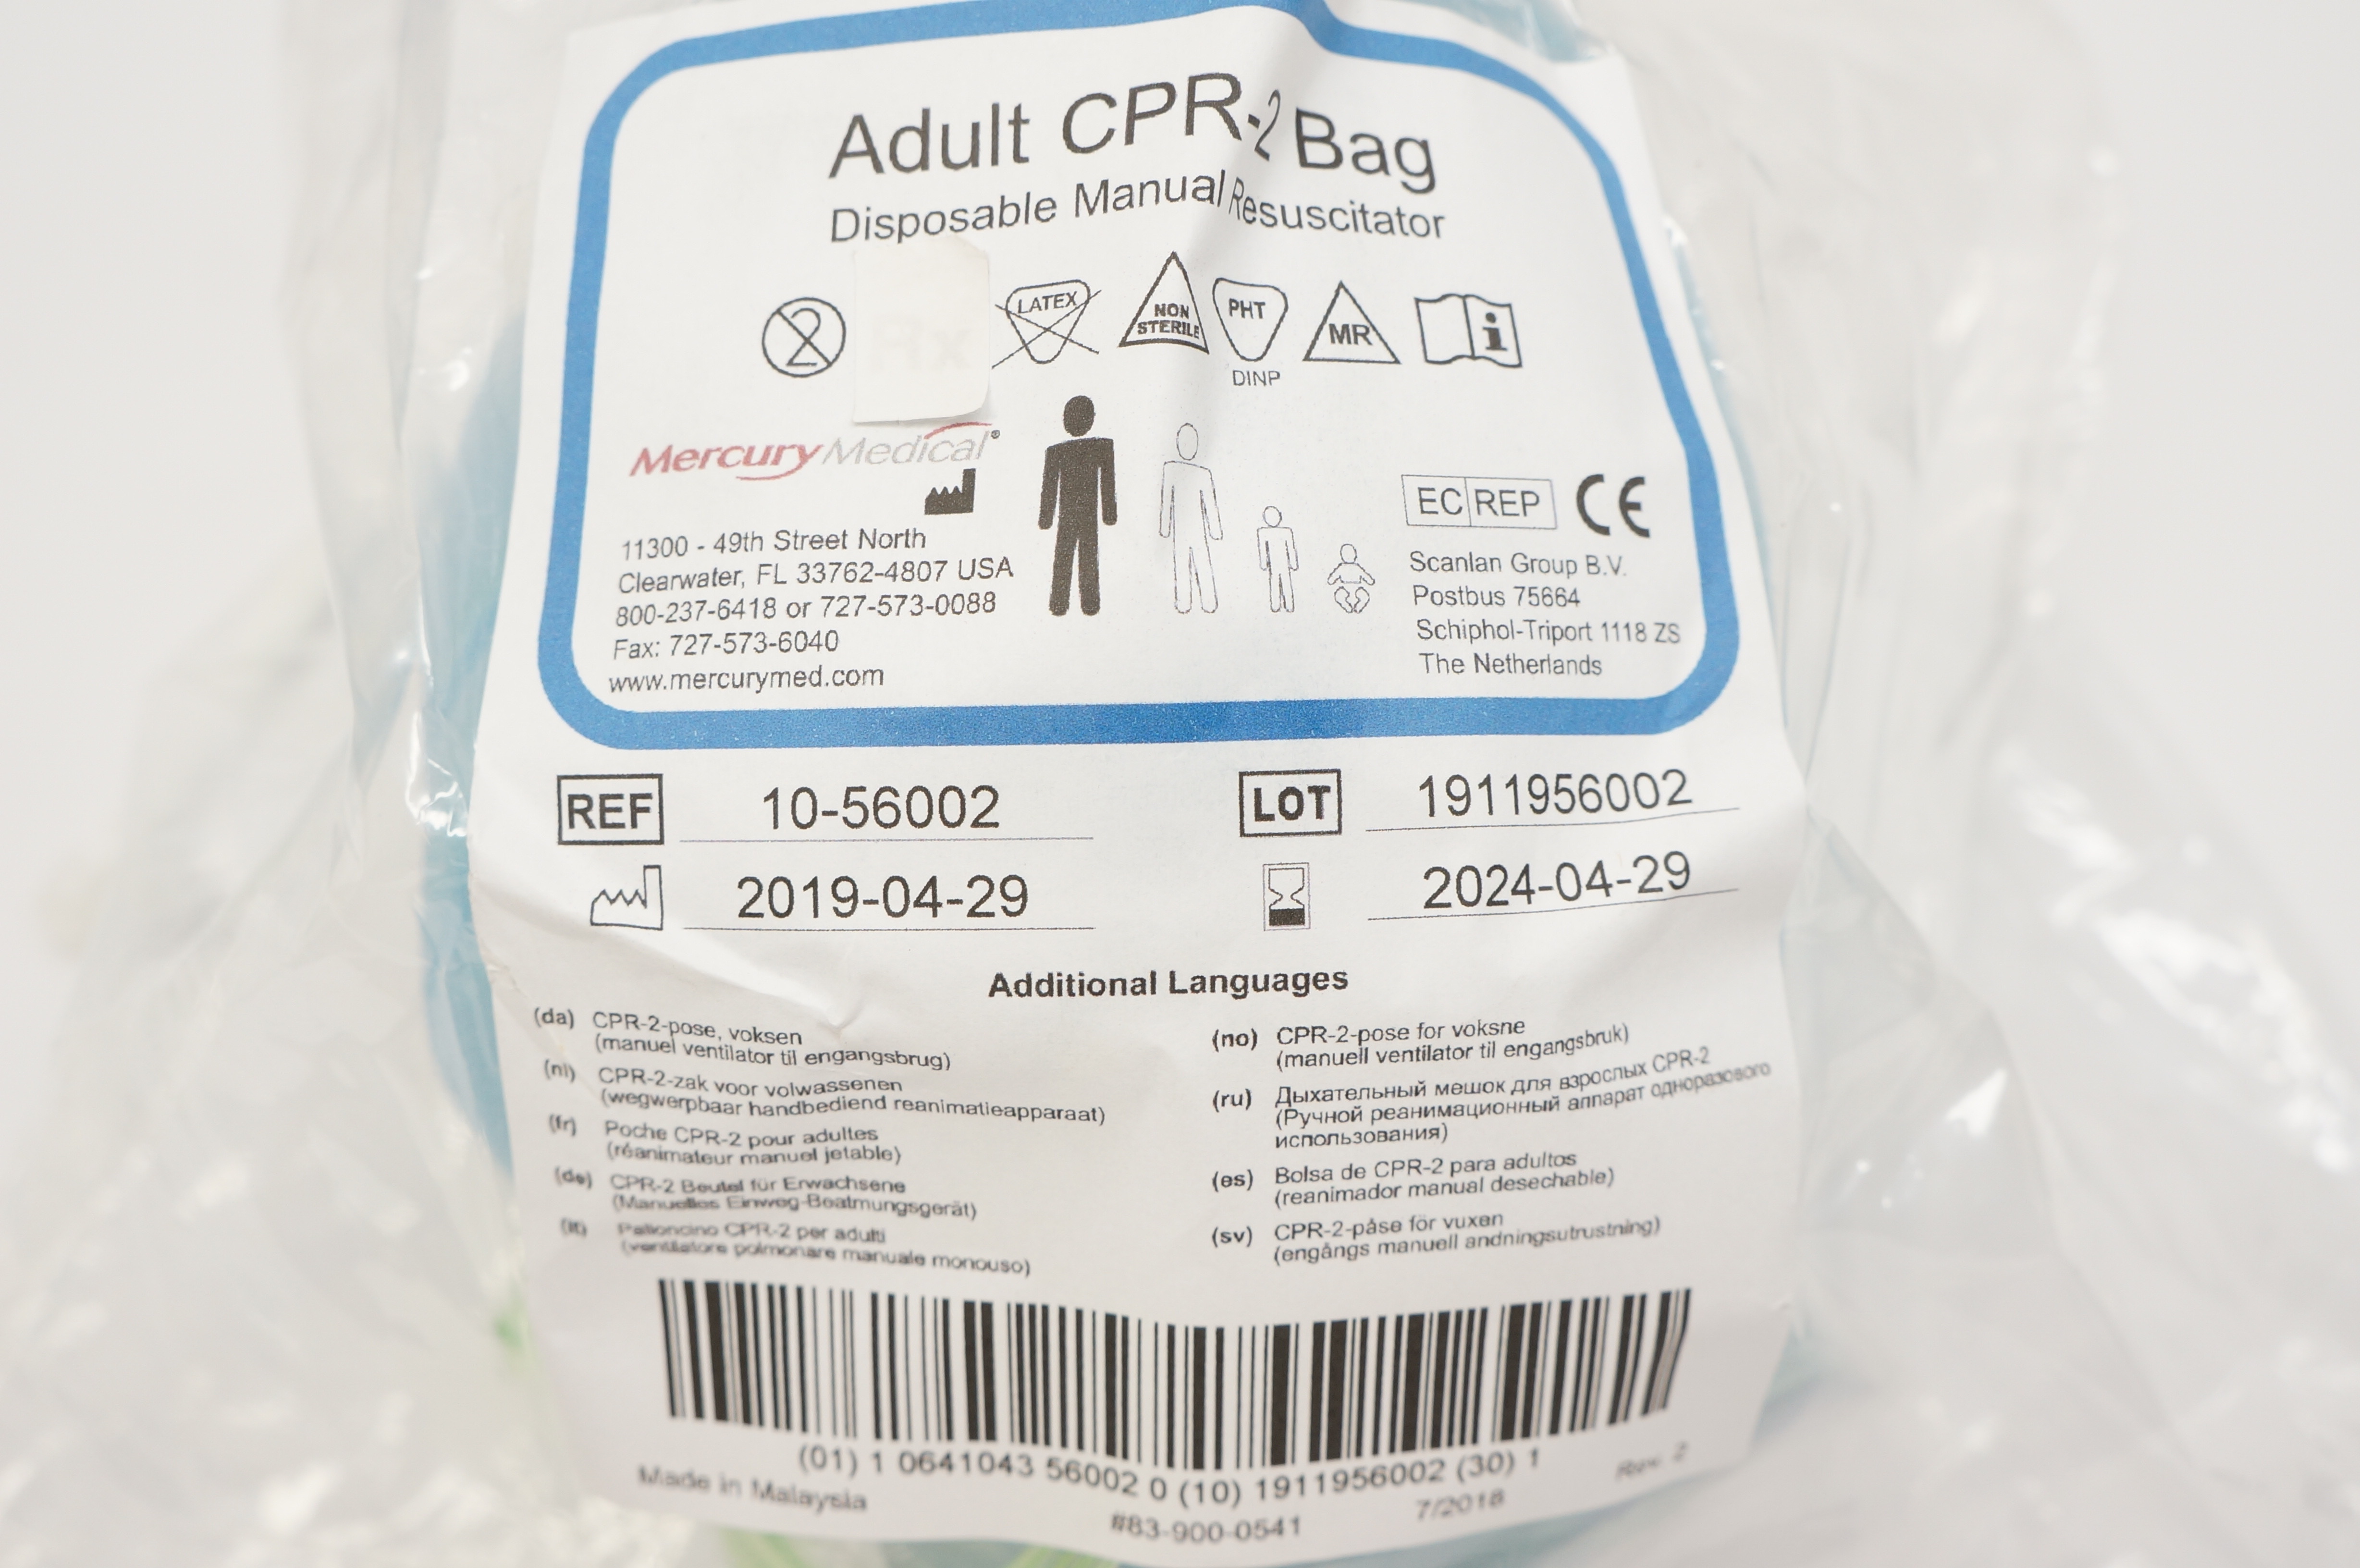 Adult CPR-2 Bag
Disposable Manual Resuscitator
2
Rx
LATEX
NON STERILE
PHT
DINP
MR
i
MercuryMedical®
11300 - 49th Street North
Clearwater, FL 33762-4807 USA
800-237-6418 or 727-573-0088
Fax: 727-573-6040
www.mercurymed.com
EC REP CE
Scanlan Group B.V.
Postbus 75664
Schiphol-Triport 1118 ZS
The Netherlands
REF 10-56002
LOT 1911956002
2019-04-29
2024-04-29
Additional Languages
(da) CPR-2-pose, voksen
(manuel ventilator til engangsbrug)
(nl) CPR-2-zak voor volwassenen
(wegwerpbaar handbediend reanimatieapparaat)
(fr) Poche CPR-2 pour adultes
(réanimateur manuel jetable)
(de) CPR-2 Beutel für Erwachsene
(Manuelles Einweg-Beatmungsgerät)
(it) Palloncino CPR-2 per adulti
(ventilatore polmonare manuale monouso)
(no) CPR-2-pose for voksne
(manuell ventilator til engangsbruk)
(ru) Дыхательный мешок для взрослых CPR-2
(Ручной реанимационный аппарат одноразового
использования)
(es) Bolsa de CPR-2 para adultos
(reanimador manual desechable)
(sv) CPR-2-påse för vuxen
(engångs manuell andningsutrustning)
(01) 1 0641043 56002 0 (10) 1911956002 (30) 1
Made in Malaysia
#83-900-0541
7/2018
Rev. 2